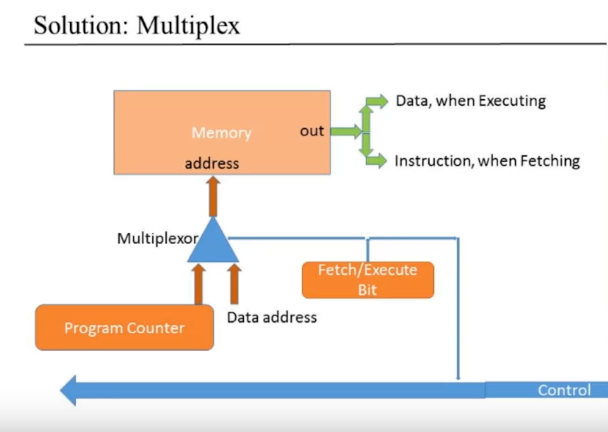 Solution: Multiplex
Memory
out
address
Data, when Executing
Instruction, when Fetching
Multiplexor
Fetch/Execute
Bit
Program Counter
Data address
Control